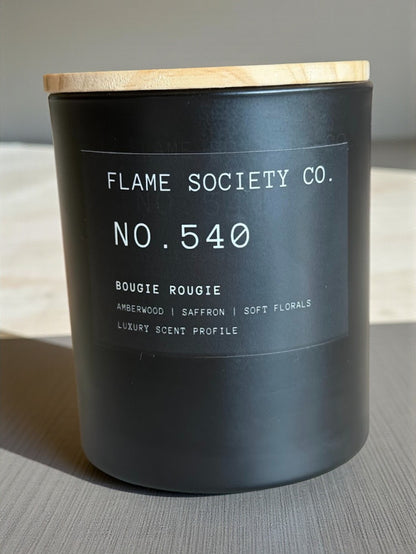 FLAME SOCIETY CO.
NO.540
BOUGIE ROUGIE
AMBERWOOD | SAFFRON | SOFT FLORALS
LUXURY SCENT PROFILE